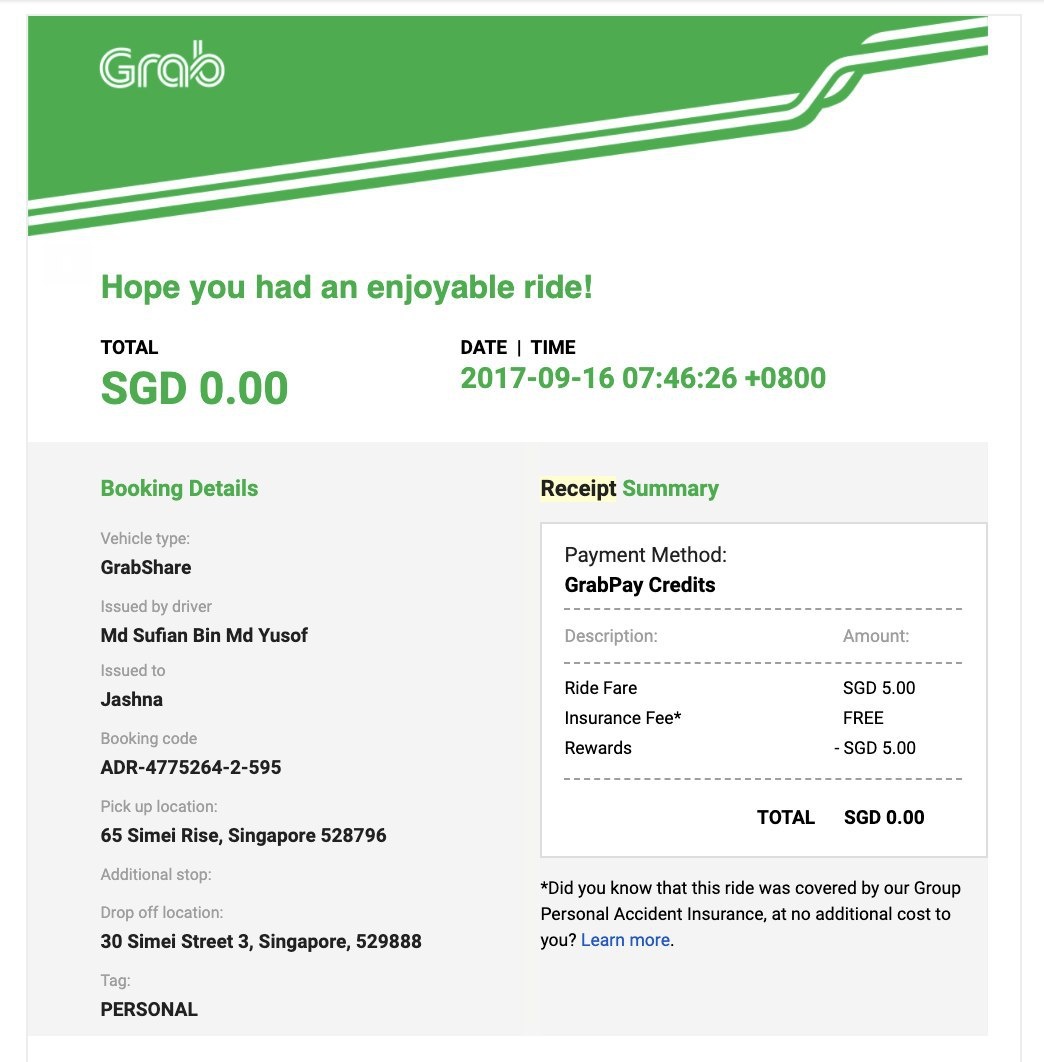 Grab
Hope you had an enjoyable ride!
TOTAL
SGD 0.00
DATE | TIME
2017-09-16 07:46:26 +0800
Booking Details
Vehicle type:
GrabShare
Issued by driver
Md Sufian Bin Md Yusof
Issued to
Jashna
Booking code
ADR-4775264-2-595
Pick up location:
65 Simei Rise, Singapore 528796
Additional stop:
Drop off location:
30 Simei Street 3, Singapore, 529888
Tag:
PERSONAL
Receipt Summary
Payment Method:
GrabPay Credits
Description: Amount:
Ride Fare SGD 5.00
Insurance Fee* FREE
Rewards - SGD 5.00
TOTAL SGD 0.00
*Did you know that this ride was covered by our Group
Personal Accident Insurance, at no additional cost to
you? Learn more.